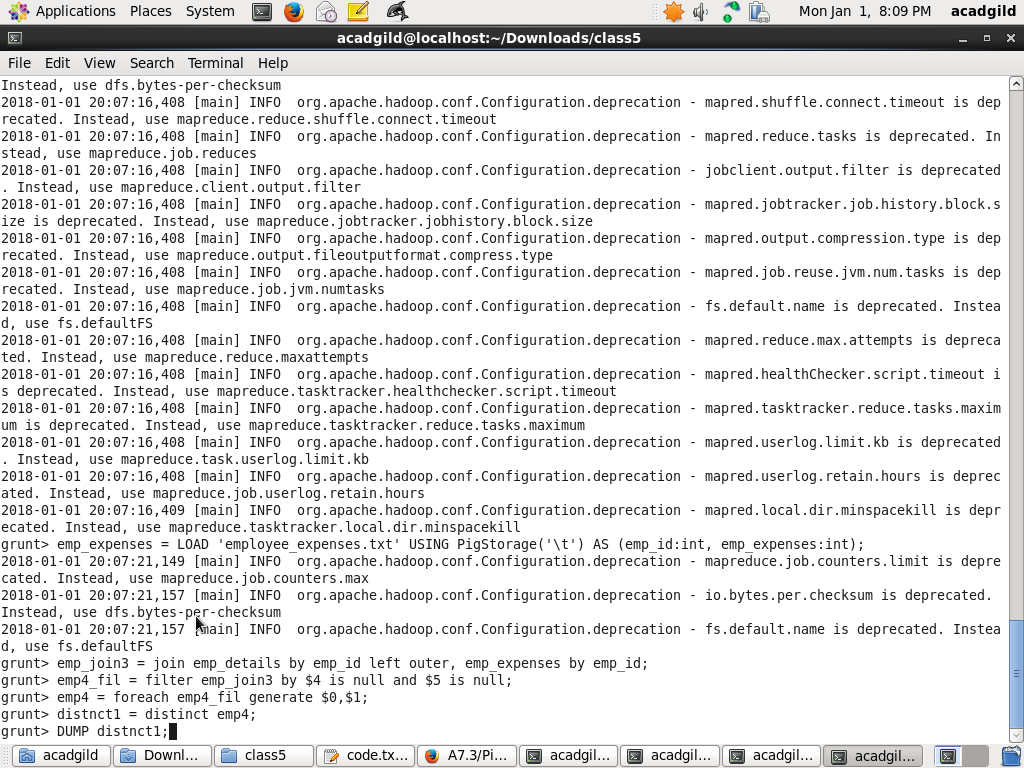 Applications Places System Mon Jan 1, 8:09 PM acadgild
acadgild@localhost:~/Downloads/class5
File Edit View Search Terminal Help
Instead, use dfs.bytes-per-checksum
2018-01-01 20:07:16,408 [main] INFO  org.apache.hadoop.conf.Configuration.deprecation - mapred.shuffle.connect.timeout is dep
recated. Instead, use mapreduce.reduce.shuffle.connect.timeout
2018-01-01 20:07:16,408 [main] INFO  org.apache.hadoop.conf.Configuration.deprecation - mapred.reduce.tasks is deprecated. In
stead, use mapreduce.job.reduces
2018-01-01 20:07:16,408 [main] INFO  org.apache.hadoop.conf.Configuration.deprecation - jobclient.output.filter is deprecated
. Instead, use mapreduce.client.output.filter
2018-01-01 20:07:16,408 [main] INFO  org.apache.hadoop.conf.Configuration.deprecation - mapred.jobtracker.job.history.block.s
ize is deprecated. Instead, use mapreduce.jobtracker.jobhistory.block.size
2018-01-01 20:07:16,408 [main] INFO  org.apache.hadoop.conf.Configuration.deprecation - mapred.output.compression.type is dep
recated. Instead, use mapreduce.output.fileoutputformat.compress.type
2018-01-01 20:07:16,408 [main] INFO  org.apache.hadoop.conf.Configuration.deprecation - mapred.job.reuse.jvm.num.tasks is dep
recated. Instead, use mapreduce.job.jvm.numtasks
2018-01-01 20:07:16,408 [main] INFO  org.apache.hadoop.conf.Configuration.deprecation - fs.default.name is deprecated. Instea
d, use fs.defaultFS
2018-01-01 20:07:16,408 [main] INFO  org.apache.hadoop.conf.Configuration.deprecation - mapred.reduce.max.attempts is depreca
ted. Instead, use mapreduce.reduce.maxattempts
2018-01-01 20:07:16,408 [main] INFO  org.apache.hadoop.conf.Configuration.deprecation - mapred.healthChecker.script.timeout i
s deprecated. Instead, use mapreduce.tasktracker.healthchecker.script.timeout
2018-01-01 20:07:16,408 [main] INFO  org.apache.hadoop.conf.Configuration.deprecation - mapred.tasktracker.reduce.tasks.maxim
um is deprecated. Instead, use mapreduce.tasktracker.reduce.tasks.maximum
2018-01-01 20:07:16,408 [main] INFO  org.apache.hadoop.conf.Configuration.deprecation - mapred.userlog.limit.kb is deprecated
. Instead, use mapreduce.task.userlog.limit.kb
2018-01-01 20:07:16,408 [main] INFO  org.apache.hadoop.conf.Configuration.deprecation - mapred.userlog.retain.hours is deprec
ated. Instead, use mapreduce.job.userlog.retain.hours
2018-01-01 20:07:16,409 [main] INFO  org.apache.hadoop.conf.Configuration.deprecation - mapred.local.dir.minspacekill is depr
ecated. Instead, use mapreduce.tasktracker.local.dir.minspacekill
grunt> emp_expenses = LOAD 'employee_expenses.txt' USING PigStorage('\t') AS (emp_id:int, emp_expenses:int);
2018-01-01 20:07:21,149 [main] INFO  org.apache.hadoop.conf.Configuration.deprecation - mapreduce.job.counters.limit is depre
cated. Instead, use mapreduce.job.counters.max
2018-01-01 20:07:21,157 [main] INFO  org.apache.hadoop.conf.Configuration.deprecation - io.bytes.per.checksum is deprecated.
Instead, use dfs.bytes-per-checksum
2018-01-01 20:07:21,157 [main] INFO  org.apache.hadoop.conf.Configuration.deprecation - fs.default.name is deprecated. Instea
d, use fs.defaultFS
grunt> emp_join3 = join emp_details by emp_id left outer, emp_expenses by emp_id;
grunt> emp4_fil = filter emp_join3 by $4 is null and $5 is null;
grunt> emp4 = foreach emp4_fil generate $0,$1;
grunt> distnct1 = distinct emp4;
grunt> DUMP distnct1;
acadgild Downl... class5 code.tx... A7.3/Pi... acadgil... acadgil... acadgil... acadgil...